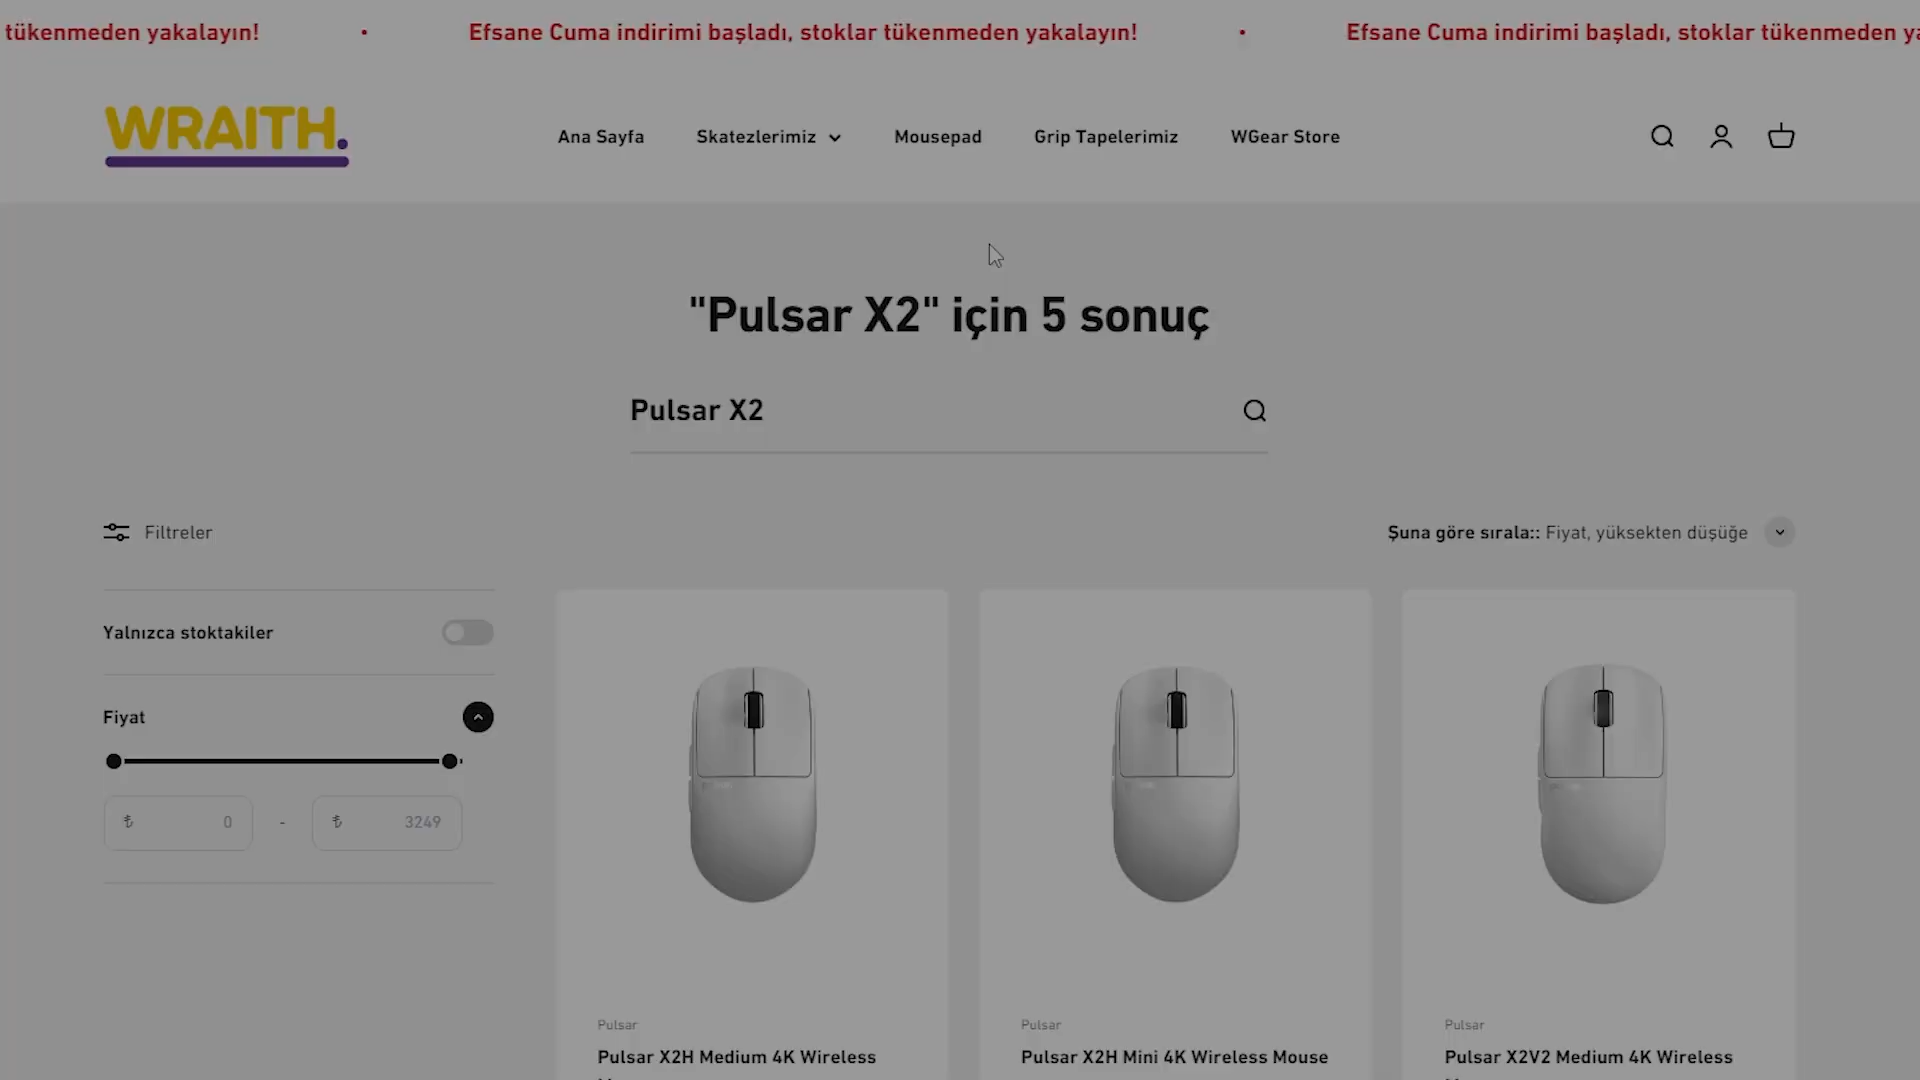 tükenmeden yakalayın! • Efsane Cuma indirimi başladı, stoklar tükenmeden yakalayın! • Efsane Cuma indirimi başladı, stoklar tükenmeden
WRAITH.
Ana Sayfa Skatezlerimiz Mousepad Grip Tapelerimiz WGear Store
"Pulsar X2" için 5 sonuç
Pulsar X2
Filtreler
Şuna göre sırala:: Fiyat, yüksekten düşüğe
Yalnızca stoktakiler
Fiyat
₺ 0 - ₺ 3249
Pulsar
Pulsar X2H Medium 4K Wireless
Pulsar
Pulsar X2H Mini 4K Wireless Mouse
Pulsar
Pulsar X2V2 Medium 4K Wireless